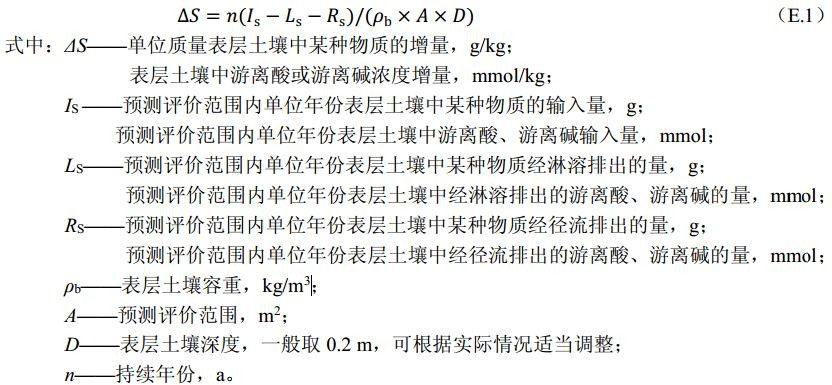 ΔS = n(Is − Ls − Rs)/(ρb × A × D) （E.1）
式中：ΔS——单位质量表层土壤中某种物质的增量，g/kg；
表层土壤中游离酸或游离碱浓度增量，mmol/kg；
IS——预测评价范围内单位年份表层土壤中某种物质的输入量，g；
预测评价范围内单位年份表层土壤中游离酸、游离碱输入量，mmol；
LS——预测评价范围内单位年份表层土壤中某种物质经淋溶排出的量，g；
预测评价范围内单位年份表层土壤中经淋溶排出的游离酸、游离碱的量，mmol；
RS——预测评价范围内单位年份表层土壤中某种物质经径流排出的量，g；
预测评价范围内单位年份表层土壤中经径流排出的游离酸、游离碱的量，mmol；
ρb——表层土壤容重，kg/m³；
A——预测评价范围，m²；
D——表层土壤深度，一般取 0.2 m，可根据实际情况适当调整；
n——持续年份，a。